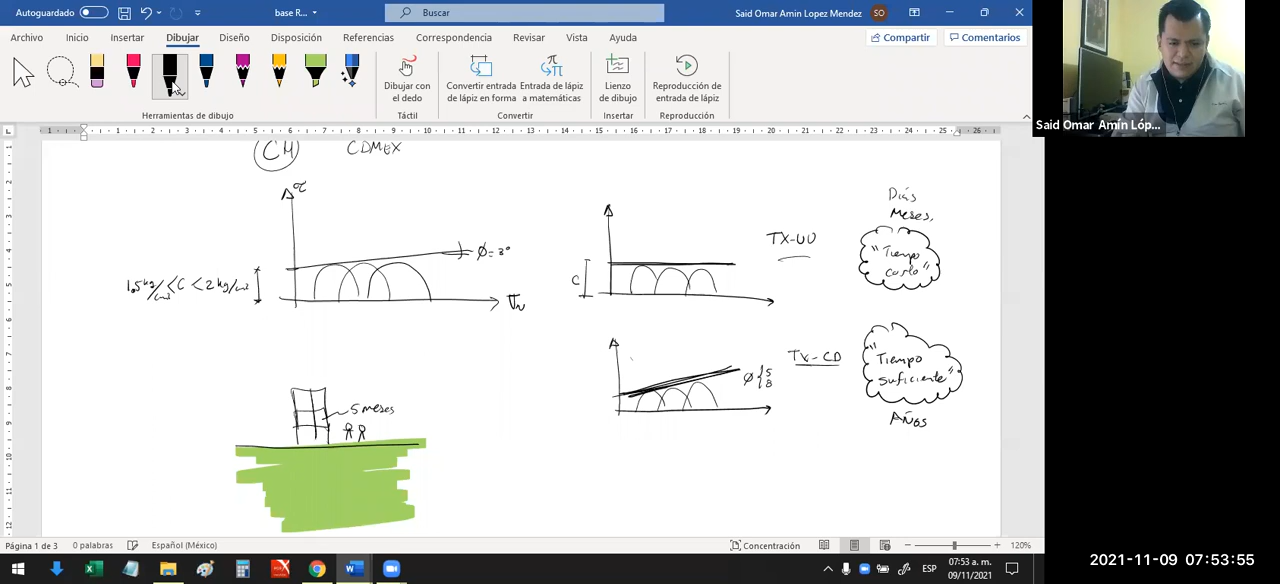 Autoguardado
base R...
Buscar
Said Omar Amin Lopez Mendez
SO
Archivo
Inicio
Insertar
Dibujar
Diseño
Disposición
Referencias
Correspondencia
Revisar
Vista
Ayuda
Compartir
Comentarios
Dibujar con el dedo
Convertir entrada de lápiz en forma
Entrada de lápiz a matemáticas
Lienzo de dibujo
Reproducción de entrada de lápiz
Herramientas de dibujo
Táctil
Convertir
Insertar
Reproducción
Said Omar Amín Lóp...
CH
CDMEX
Días
Meses,
φ = 3°
TX-UU
"Tiempo
corto"
1.5 kg/cm² < C < 2 kg/cm²
C
TX-CD
"Tiempo
Suficiente"
φ { 5
8
5 meses
Años
Página 1 de 3
0 palabras
Español (México)
Concentración
120%
ESP
07:53 a. m.
09/11/2021
2021-11-09 07:53:55